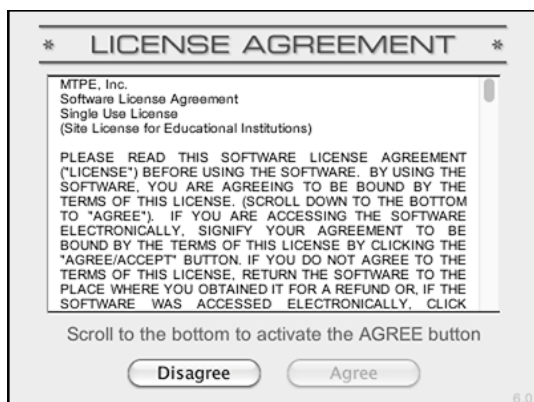 * LICENSE AGREEMENT *
MTPE, Inc.
Software License Agreement
Single Use License
(Site License for Educational Institutions)
PLEASE READ THIS SOFTWARE LICENSE AGREEMENT
("LICENSE") BEFORE USING THE SOFTWARE. BY USING THE
SOFTWARE, YOU ARE AGREEING TO BE BOUND BY THE
TERMS OF THIS LICENSE. (SCROLL DOWN TO THE BOTTOM
TO "AGREE"). IF YOU ARE ACCESSING THE SOFTWARE
ELECTRONICALLY, SIGNIFY YOUR AGREEMENT TO BE
BOUND BY THE TERMS OF THIS LICENSE BY CLICKING THE
"AGREE/ACCEPT" BUTTON. IF YOU DO NOT AGREE TO THE
TERMS OF THIS LICENSE, RETURN THE SOFTWARE TO THE
PLACE WHERE YOU OBTAINED IT FOR A REFUND OR, IF THE
SOFTWARE WAS ACCESSED ELECTRONICALLY, CLICK
Scroll to the bottom to activate the AGREE button
Disagree Agree
6.0